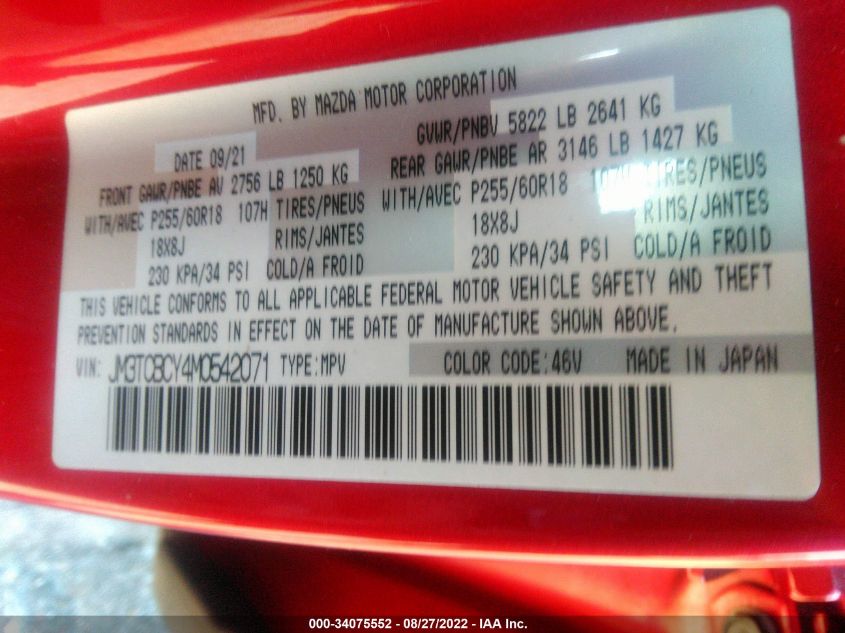 MFD. BY MAZDA MOTOR CORPORATION
DATE 09/21 GVWR/PNBV 5822 LB 2641 KG
FRONT GAWR/PNBE AV 2756 LB 1250 KG REAR GAWR/PNBE AR 3146 LB 1427 KG
WITH/AVEC P255/60R18 107H TIRES/PNEUS WITH/AVEC P255/60R18 TIRES/PNEUS
18X8J RIMS/JANTES 18X8J RIMS/JANTES
230 KPA/34 PSI COLD/A FROID 230 KPA/34 PSI COLD/A FROID
THIS VEHICLE CONFORMS TO ALL APPLICABLE FEDERAL MOTOR VEHICLE SAFETY AND THEFT
PREVENTION STANDARDS IN EFFECT ON THE DATE OF MANUFACTURE SHOWN ABOVE.
VIN: JM3TCBCY4M0542071 TYPE:MPV COLOR CODE:46V MADE IN JAPAN
000-34075552 - 08/27/2022 - IAA Inc.